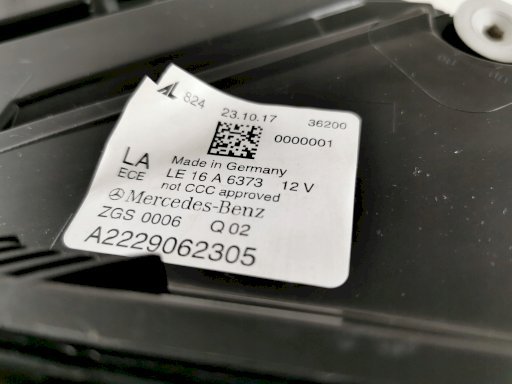 AL 824
23.10.17 36200
0000001
LA
ECE
Made in Germany
LE 16 A 6373 12 V
not CCC approved
Mercedes-Benz
ZGS 0006 Q 02
A2229062305